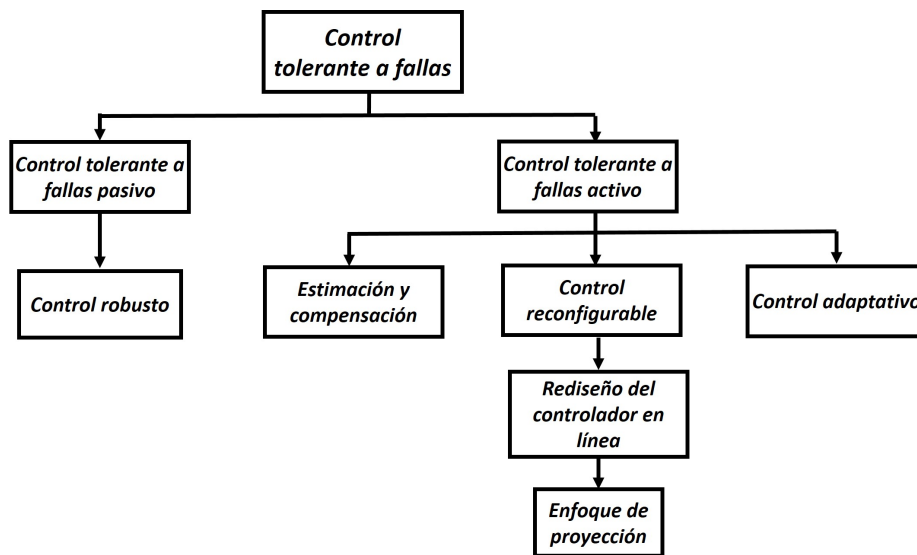 Control
tolerante a fallas
Control tolerante a
fallas pasivo
Control tolerante a
fallas activo
Control robusto
Estimación y
compensación
Control
reconfigurable
Control adaptativo
Rediseño del
controlador en
línea
Enfoque de
proyección